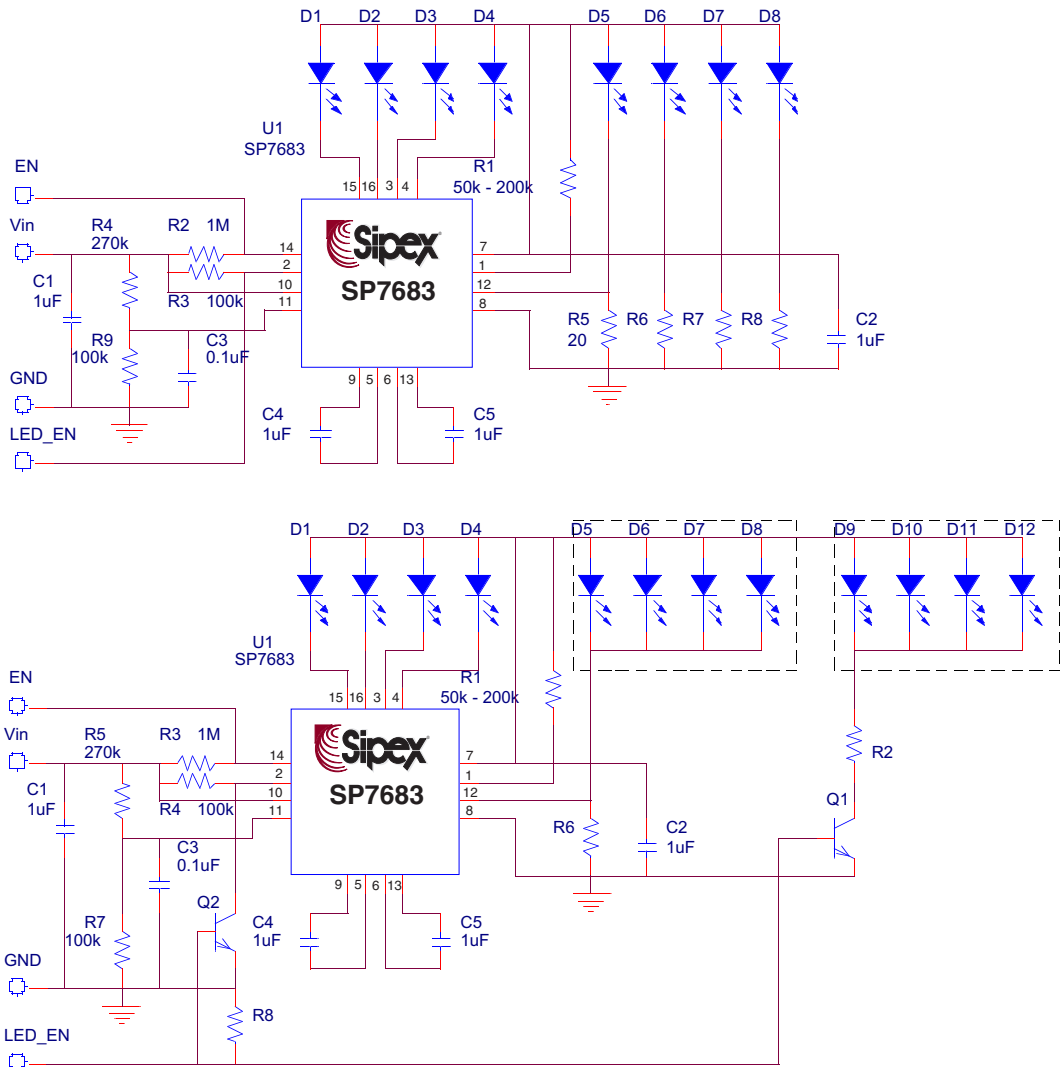 D1 D2 D3 D4 D5 D6 D7 D8
U1
SP7683
R1
50k - 200k
EN
15 16 3 4
Vin
R4
270k
R2 1M
14
2
10
11
7
1
12
8
Sipex
SP7683
C1
1uF
R3 100k
R9
100k
C3
0.1uF
R5
20
R6 R7 R8
C2
1uF
GND
9 5 6 13
C4
1uF
C5
1uF
LED_EN
D1 D2 D3 D4 D5 D6 D7 D8 D9 D10 D11 D12
U1
SP7683
R1
50k - 200k
EN
15 16 3 4
Vin
R5
270k
R3 1M
14
2
10
11
7
1
12
8
Sipex
SP7683
R2
C1
1uF
R4 100k
Q1
R6
C2
1uF
C3
0.1uF
9 5 6 13
Q2
R7
100k
C4
1uF
C5
1uF
GND
R8
LED_EN